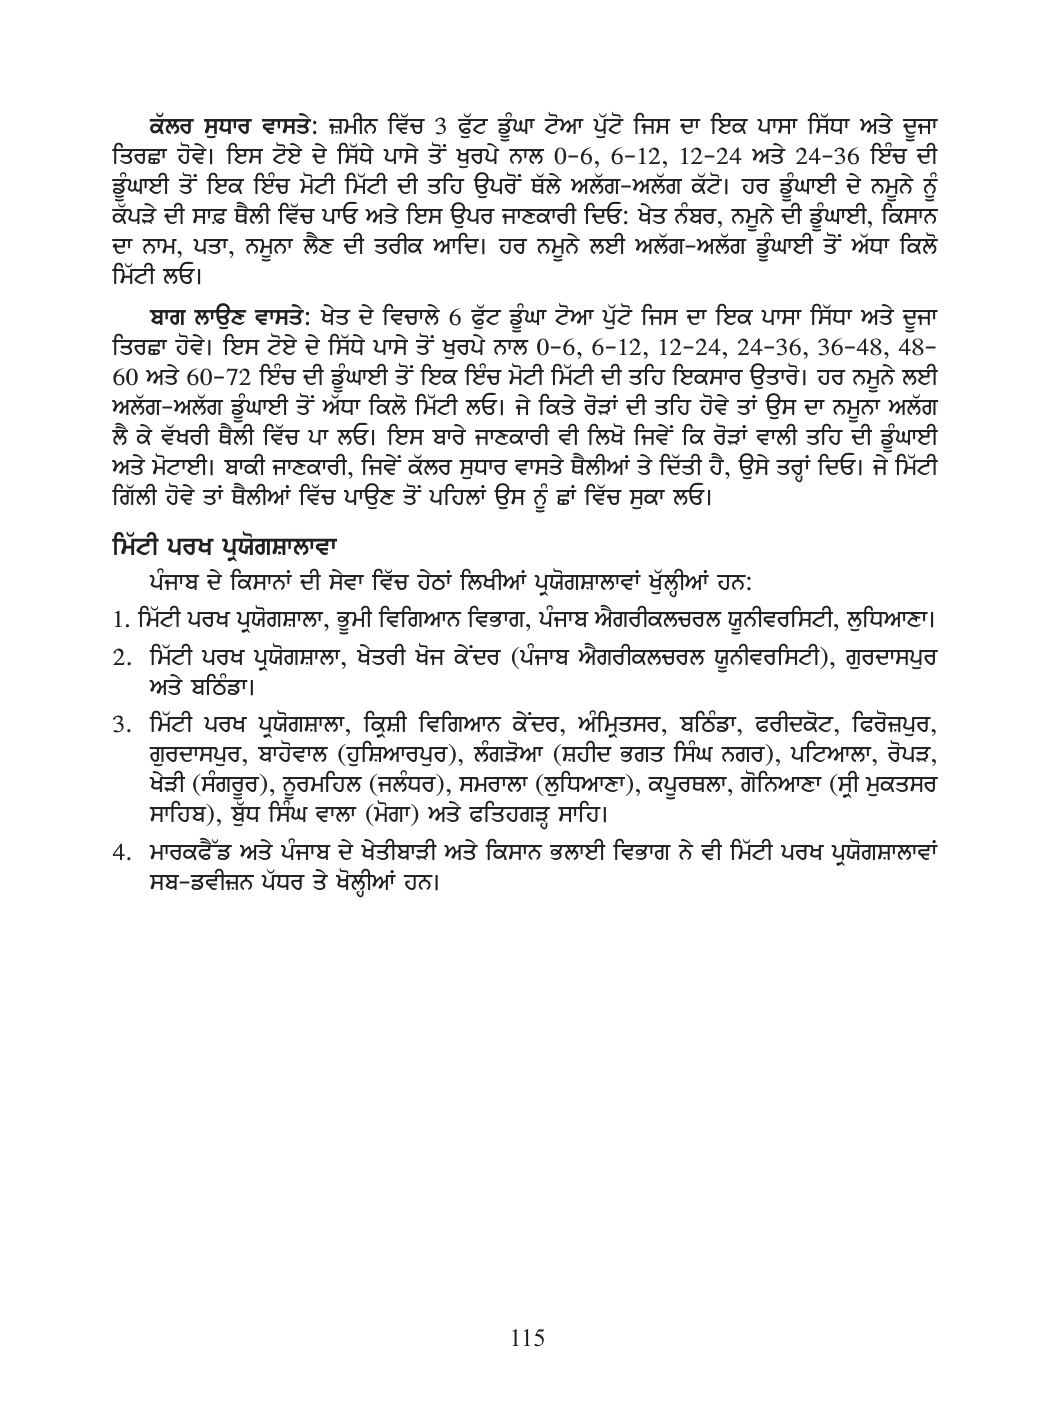 ਕੱਲਰ ਸੁਧਾਰ ਵਾਸਤੇ: ਜ਼ਮੀਨ ਵਿੱਚ 3 ਫੁੱਟ ਡੂੰਘਾ ਟੋਆ ਪੁੱਟੋ ਜਿਸ ਦਾ ਇਕ ਪਾਸਾ ਸਿੱਧਾ ਅਤੇ ਦੂਜਾ
ਤਿਰਛਾ ਹੋਵੇ। ਇਸ ਟੋਏ ਦੇ ਸਿੱਧੇ ਪਾਸੇ ਤੋਂ ਖੁਰਪੇ ਨਾਲ 0-6, 6-12, 12-24 ਅਤੇ 24-36 ਇੰਚ ਦੀ
ਡੂੰਘਾਈ ਤੋਂ ਇਕ ਇੰਚ ਮੋਟੀ ਮਿੱਟੀ ਦੀ ਤਹਿ ਉਪਰੋਂ ਥੱਲੇ ਅਲੱਗ-ਅਲੱਗ ਕੱਟੋ। ਹਰ ਡੂੰਘਾਈ ਦੇ ਨਮੂਨੇ ਨੂੰ
ਕੱਪੜੇ ਦੀ ਸਾਫ਼ ਥੈਲੀ ਵਿੱਚ ਪਾਓ ਅਤੇ ਇਸ ਉਪਰ ਜਾਣਕਾਰੀ ਦਿਓ: ਖੇਤ ਨੰਬਰ, ਨਮੂਨੇ ਦੀ ਡੂੰਘਾਈ, ਕਿਸਾਨ
ਦਾ ਨਾਮ, ਪਤਾ, ਨਮੂਨਾ ਲੈਣ ਦੀ ਤਰੀਕ ਆਦਿ। ਹਰ ਨਮੂਨੇ ਲਈ ਅਲੱਗ-ਅਲੱਗ ਡੂੰਘਾਈ ਤੋਂ ਅੱਧਾ ਕਿਲੋ
ਮਿੱਟੀ ਲਓ।
ਬਾਗ ਲਾਉਣ ਵਾਸਤੇ: ਖੇਤ ਦੇ ਵਿਚਾਲੇ 6 ਫੁੱਟ ਡੂੰਘਾ ਟੋਆ ਪੁੱਟੋ ਜਿਸ ਦਾ ਇਕ ਪਾਸਾ ਸਿੱਧਾ ਅਤੇ ਦੂਜਾ
ਤਿਰਛਾ ਹੋਵੇ। ਇਸ ਟੋਏ ਦੇ ਸਿੱਧੇ ਪਾਸੇ ਤੋਂ ਖੁਰਪੇ ਨਾਲ 0-6, 6-12, 12-24, 24-36, 36-48, 48-
60 ਅਤੇ 60-72 ਇੰਚ ਦੀ ਡੂੰਘਾਈ ਤੋਂ ਇਕ ਇੰਚ ਮੋਟੀ ਮਿੱਟੀ ਦੀ ਤਹਿ ਇਕਸਾਰ ਉਤਾਰੋ। ਹਰ ਨਮੂਨੇ ਲਈ
ਅਲੱਗ-ਅਲੱਗ ਡੂੰਘਾਈ ਤੋਂ ਅੱਧਾ ਕਿਲੋ ਮਿੱਟੀ ਲਓ। ਜੇ ਕਿਤੇ ਰੋੜਾਂ ਦੀ ਤਹਿ ਹੋਵੇ ਤਾਂ ਉਸ ਦਾ ਨਮੂਨਾ ਅਲੱਗ
ਲੈ ਕੇ ਵੱਖਰੀ ਥੈਲੀ ਵਿੱਚ ਪਾ ਲਓ। ਇਸ ਬਾਰੇ ਜਾਣਕਾਰੀ ਵੀ ਲਿਖੋ ਜਿਵੇਂ ਕਿ ਰੋੜਾਂ ਵਾਲੀ ਤਹਿ ਦੀ ਡੂੰਘਾਈ
ਅਤੇ ਮੋਟਾਈ। ਬਾਕੀ ਜਾਣਕਾਰੀ, ਜਿਵੇਂ ਕੱਲਰ ਸੁਧਾਰ ਵਾਸਤੇ ਥੈਲੀਆਂ ਤੇ ਦਿੱਤੀ ਹੈ, ਉਸੇ ਤਰ੍ਹਾਂ ਦਿਓ। ਜੇ ਮਿੱਟੀ
ਗਿੱਲੀ ਹੋਵੇ ਤਾਂ ਥੈਲੀਆਂ ਵਿੱਚ ਪਾਉਣ ਤੋਂ ਪਹਿਲਾਂ ਉਸ ਨੂੰ ਛਾਂ ਵਿੱਚ ਸੁਕਾ ਲਓ।
ਮਿੱਟੀ ਪਰਖ ਪ੍ਰਯੋਗਸ਼ਾਲਾਵਾ
ਪੰਜਾਬ ਦੇ ਕਿਸਾਨਾਂ ਦੀ ਸੇਵਾ ਵਿੱਚ ਹੇਠਾਂ ਲਿਖੀਆਂ ਪ੍ਰਯੋਗਸ਼ਾਲਾਵਾਂ ਖੁੱਲ੍ਹੀਆਂ ਹਨ:
1. ਮਿੱਟੀ ਪਰਖ ਪ੍ਰਯੋਗਸ਼ਾਲਾ, ਭੂਮੀ ਵਿਗਿਆਨ ਵਿਭਾਗ, ਪੰਜਾਬ ਐਗਰੀਕਲਚਰਲ ਯੂਨੀਵਰਸਿਟੀ, ਲੁਧਿਆਣਾ।
2. ਮਿੱਟੀ ਪਰਖ ਪ੍ਰਯੋਗਸ਼ਾਲਾ, ਖੇਤਰੀ ਖੋਜ ਕੇਂਦਰ (ਪੰਜਾਬ ਐਗਰੀਕਲਚਰਲ ਯੂਨੀਵਰਸਿਟੀ), ਗੁਰਦਾਸਪੁਰ
ਅਤੇ ਬਠਿੰਡਾ।
3. ਮਿੱਟੀ ਪਰਖ ਪ੍ਰਯੋਗਸ਼ਾਲਾ, ਕ੍ਰਿਸ਼ੀ ਵਿਗਿਆਨ ਕੇਂਦਰ, ਅੰਮ੍ਰਿਤਸਰ, ਬਠਿੰਡਾ, ਫਰੀਦਕੋਟ, ਫਿਰੋਜ਼ਪੁਰ,
ਗੁਰਦਾਸਪੁਰ, ਬਾਹੋਵਾਲ (ਹੁਸ਼ਿਆਰਪੁਰ), ਲੰਗੜੋਆ (ਸ਼ਹੀਦ ਭਗਤ ਸਿੰਘ ਨਗਰ), ਪਟਿਆਲਾ, ਰੋਪੜ,
ਖੇੜੀ (ਸੰਗਰੂਰ), ਨੂਰਮਹਿਲ (ਜਲੰਧਰ), ਸਮਰਾਲਾ (ਲੁਧਿਆਣਾ), ਕਪੂਰਥਲਾ, ਗੋਨਿਆਣਾ (ਸ੍ਰੀ ਮੁਕਤਸਰ
ਸਾਹਿਬ), ਬੁੱਧ ਸਿੰਘ ਵਾਲਾ (ਮੋਗਾ) ਅਤੇ ਫਤਿਹਗੜ੍ਹ ਸਾਹਿ।
4. ਮਾਰਕਫੈੱਡ ਅਤੇ ਪੰਜਾਬ ਦੇ ਖੇਤੀਬਾੜੀ ਅਤੇ ਕਿਸਾਨ ਭਲਾਈ ਵਿਭਾਗ ਨੇ ਵੀ ਮਿੱਟੀ ਪਰਖ ਪ੍ਰਯੋਗਸ਼ਾਲਾਵਾਂ
ਸਬ-ਡਵੀਜ਼ਨ ਪੱਧਰ ਤੇ ਖੋਲ੍ਹੀਆਂ ਹਨ।
115